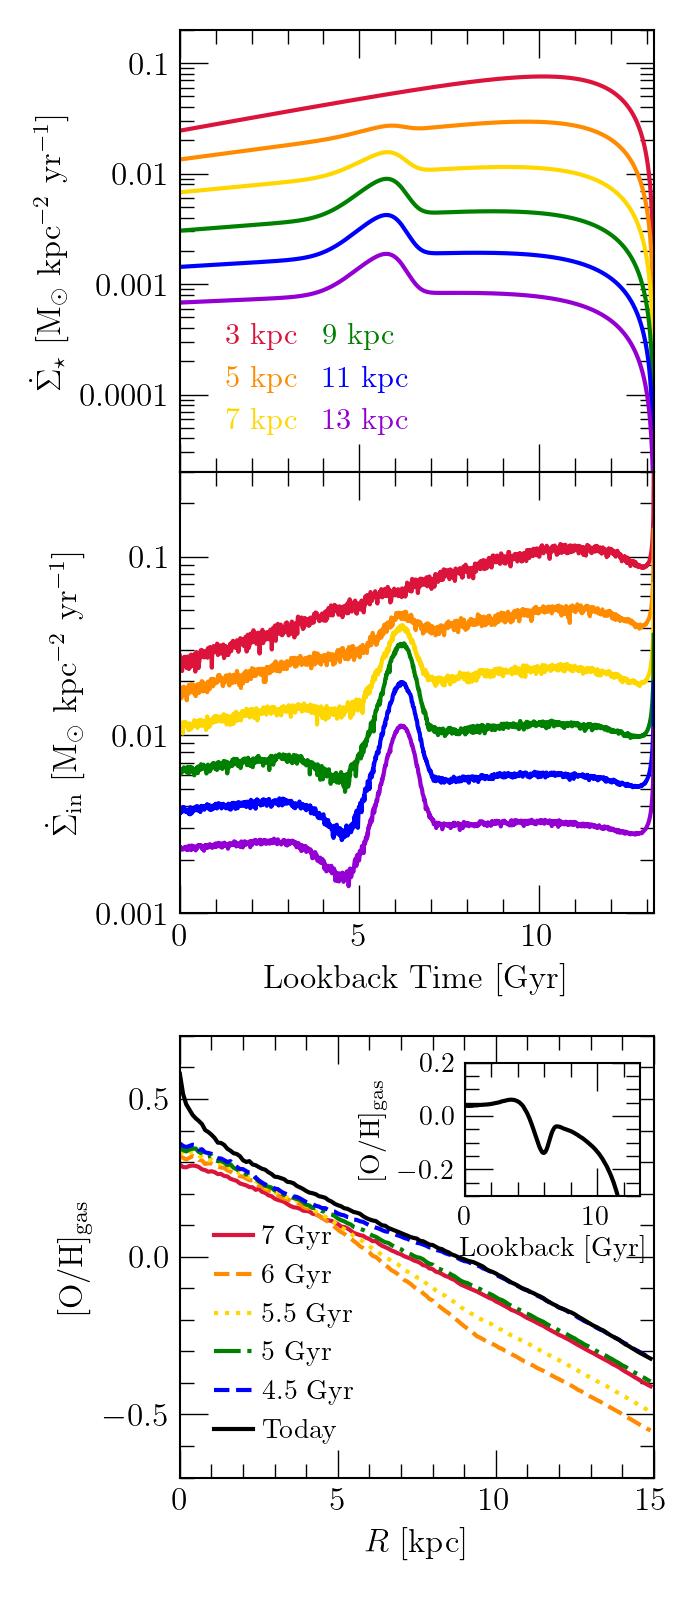 0.1
0.01
0.001
0.0001
Σ̇⋆ [M⊙ kpc−2 yr−1]
3 kpc 9 kpc
5 kpc 11 kpc
7 kpc 13 kpc
0.1
0.01
0.001
Σ̇in [M⊙ kpc−2 yr−1]
0 5 10
Lookback Time [Gyr]
0.5
0.0
−0.5
[O/H]gas
0.2
0.0
−0.2
[O/H]gas
0 10
Lookback [Gyr]
7 Gyr
6 Gyr
5.5 Gyr
5 Gyr
4.5 Gyr
Today
0 5 10 15
R [kpc]